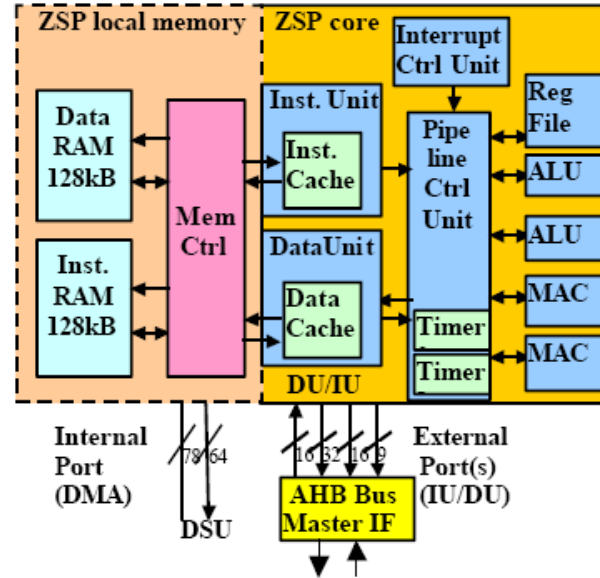 ZSP local memory
ZSP core
Interrupt
Ctrl Unit
Data
RAM
128kB
Inst.
RAM
128kB
Mem
Ctrl
Inst. Unit
Inst.
Cache
DataUnit
Data
Cache
DU/IU
Pipe
line
Ctrl
Unit
Timer
Timer
Reg
File
ALU
ALU
MAC
MAC
Internal
Port
(DMA)
78
64
DSU
16
32
16
9
External
Port(s)
(IU/DU)
AHB Bus
Master IF